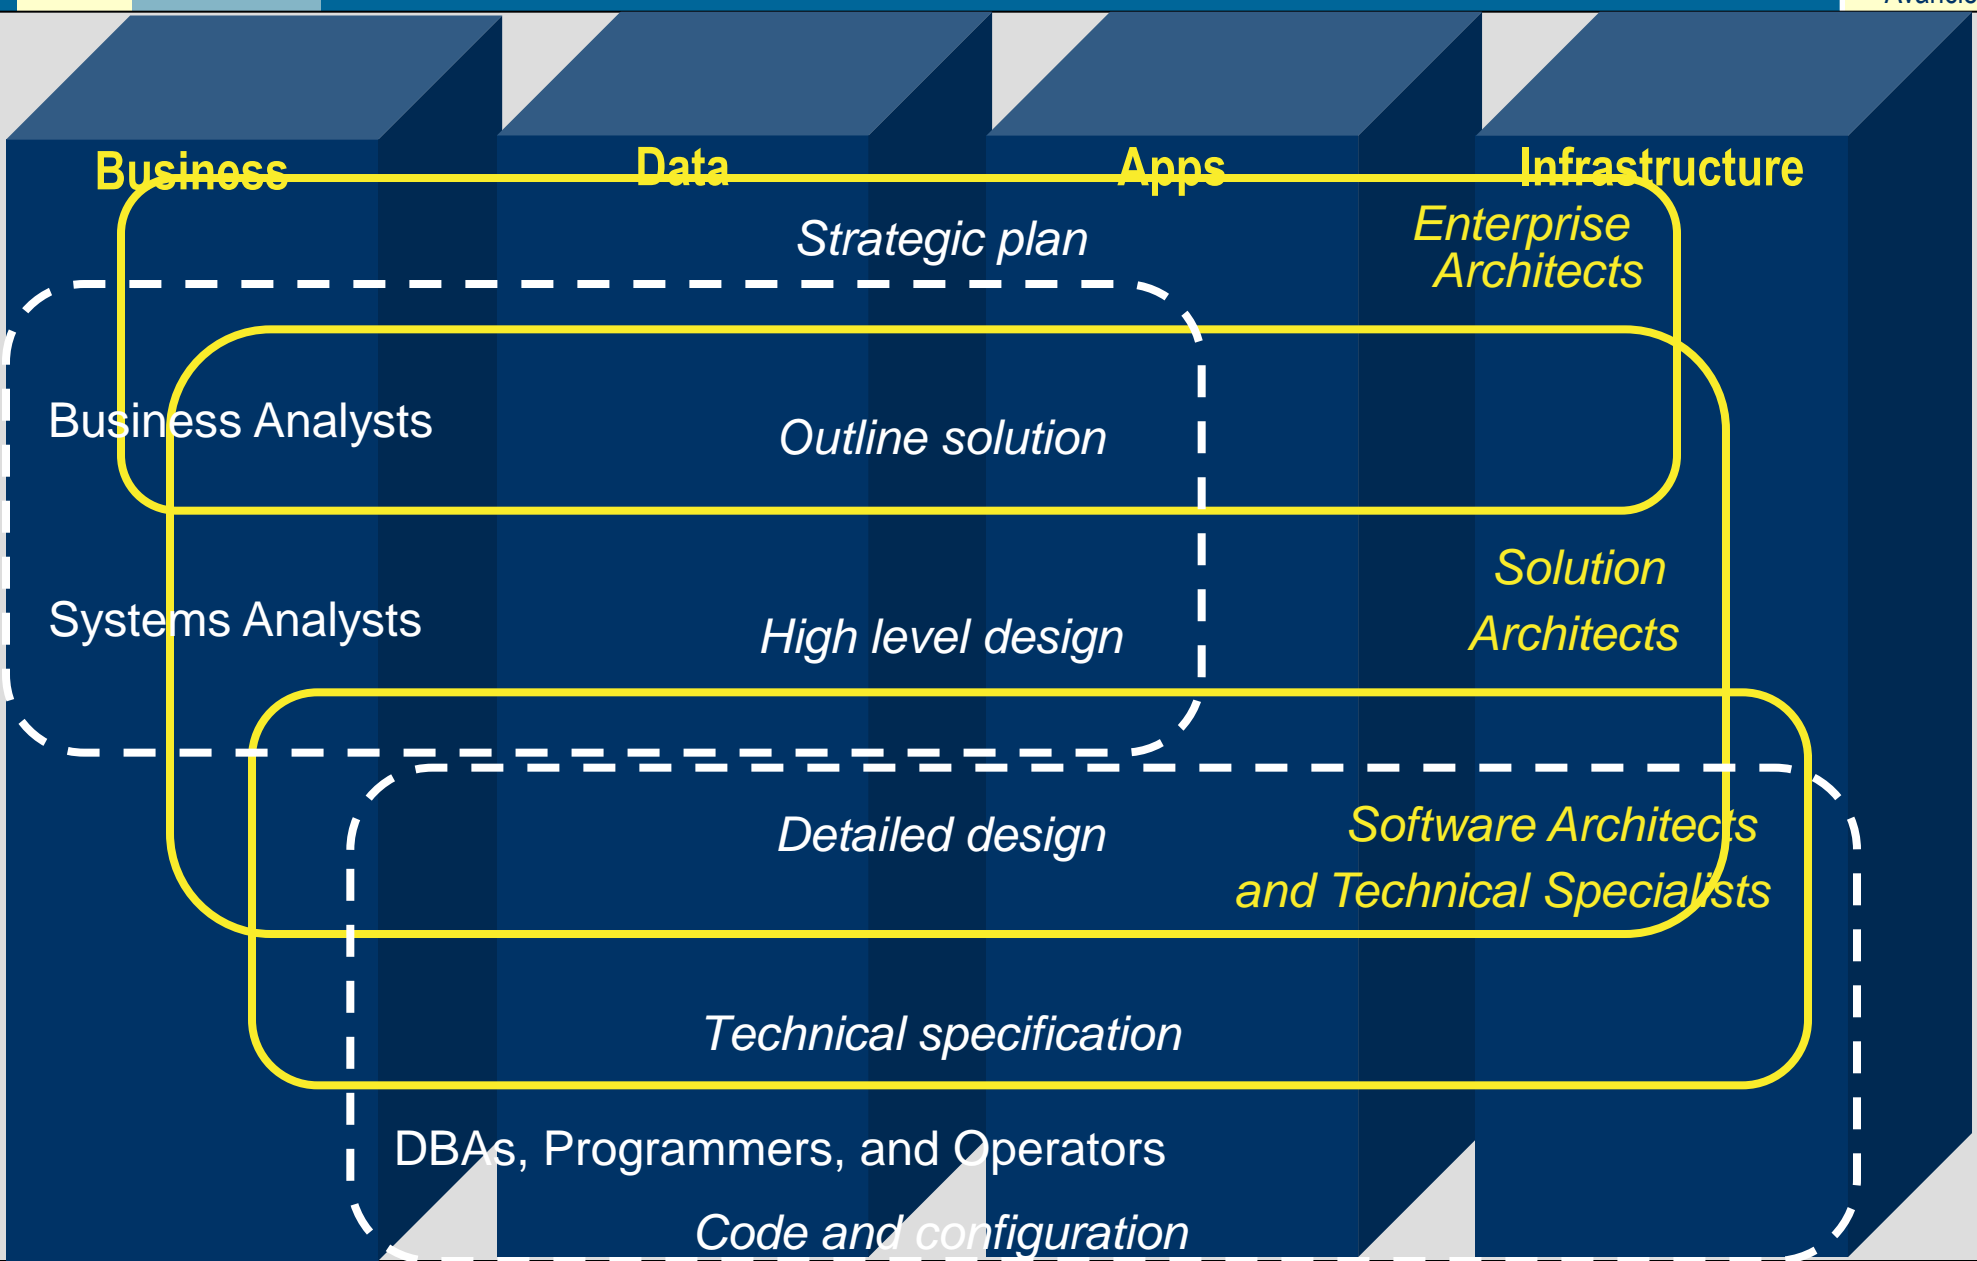 Business
Data
Apps
Infrastructure
Strategic plan
Enterprise
Architects
Business Analysts
Outline solution
Solution
Architects
Systems Analysts
High level design
Detailed design
Software Architects
and Technical Specialists
Technical specification
DBAs, Programmers, and Operators
Code and configuration